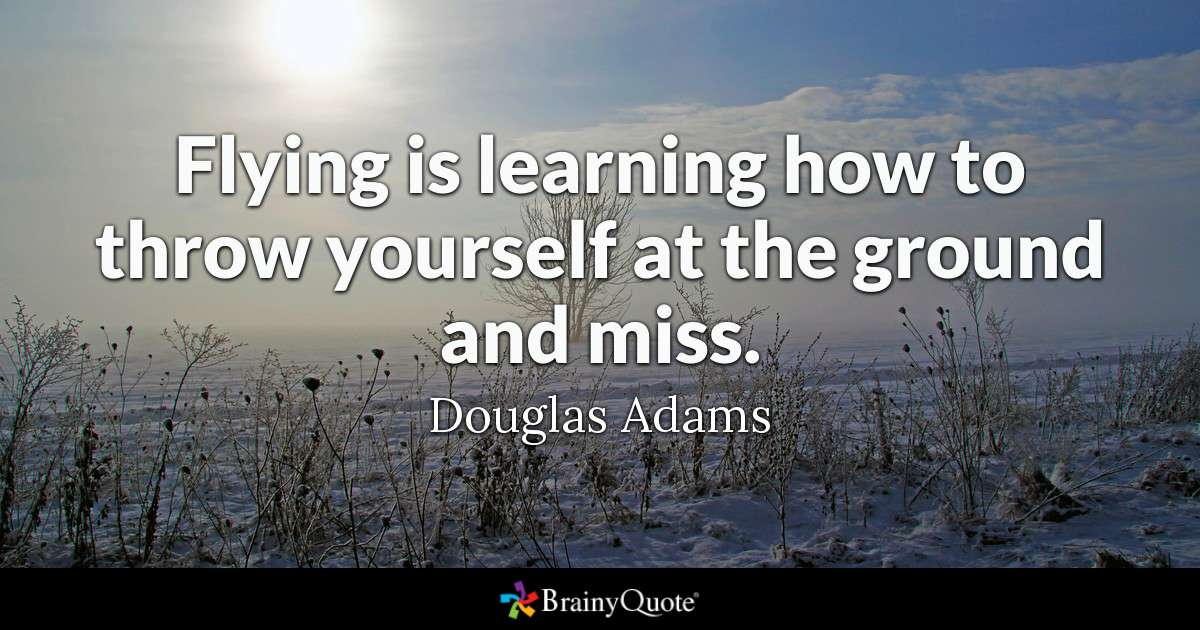 Flying is learning how to
throw yourself at the ground
and miss.
Douglas Adams
BrainyQuote®